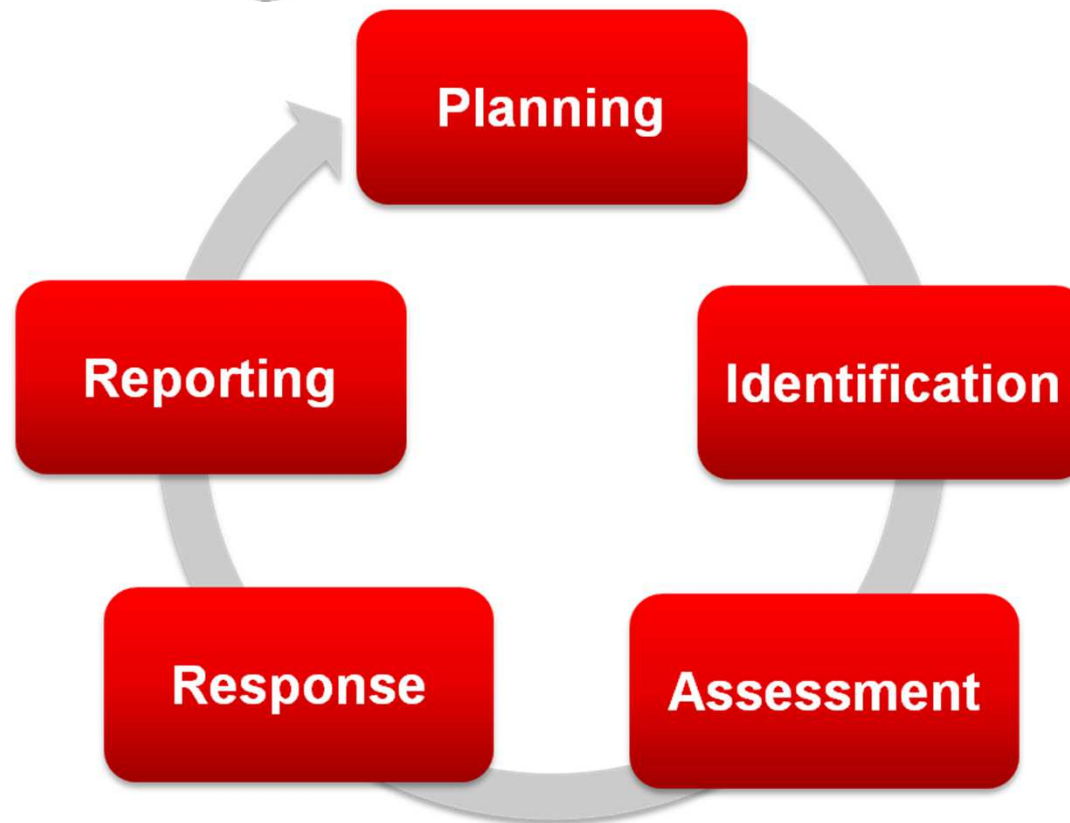 Planning
Identification
Assessment
Response
Reporting